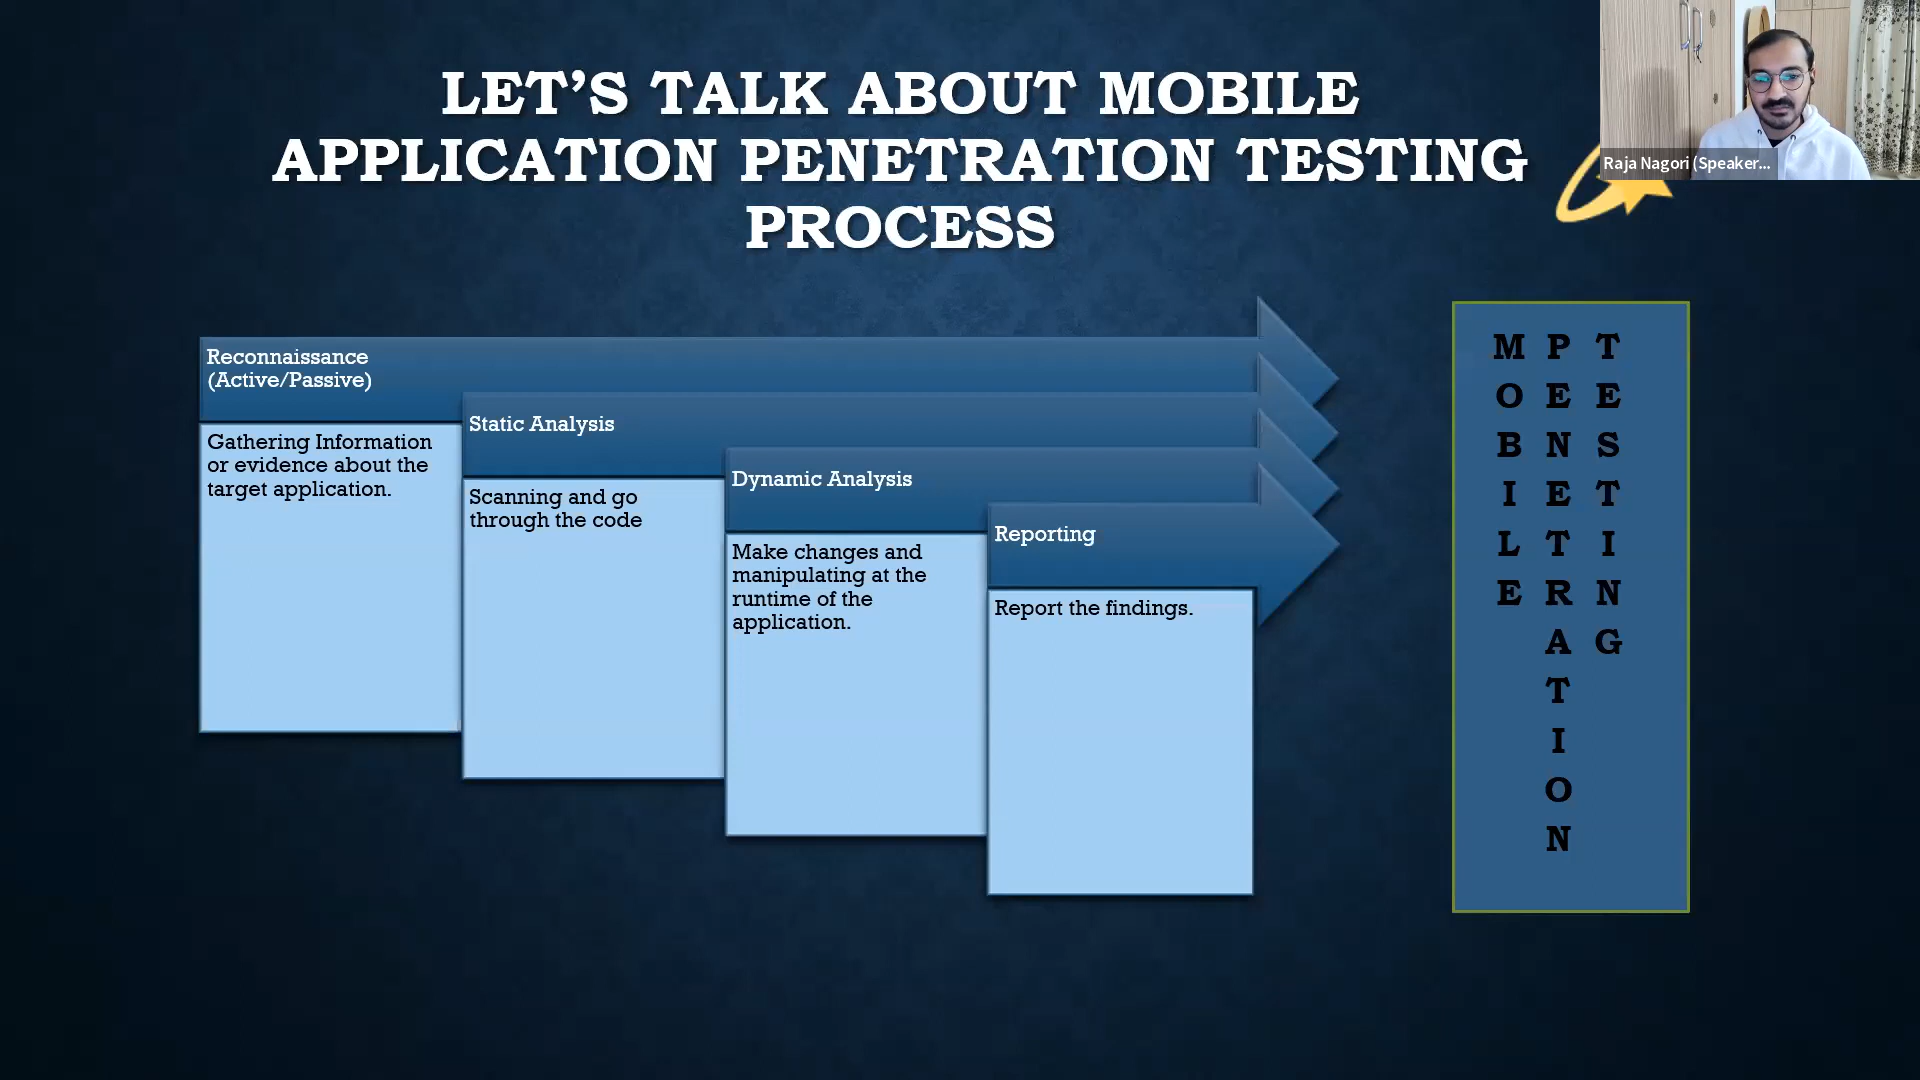 LET’S TALK ABOUT MOBILE
APPLICATION PENETRATION TESTING
PROCESS
Raja Nagori (Speaker...
Reconnaissance
(Active/Passive)
Gathering Information
or evidence about the
target application.
Static Analysis
Scanning and go
through the code
Dynamic Analysis
Make changes and
manipulating at the
runtime of the
application.
Reporting
Report the findings.
M P T
O E E
B N S
I E T
L T I
E R N
A G
T
I
O
N